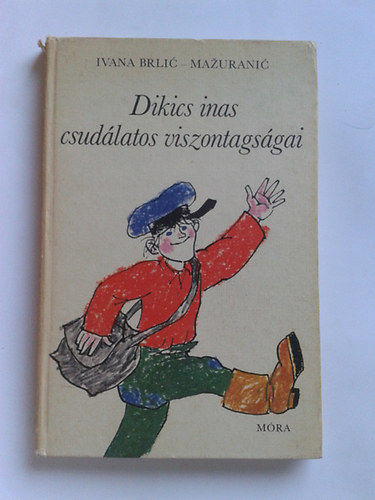 IVANA BRLIĆ – MAŽURANIĆ
Dikics inas
csudálatos viszontagságai
MÓRA